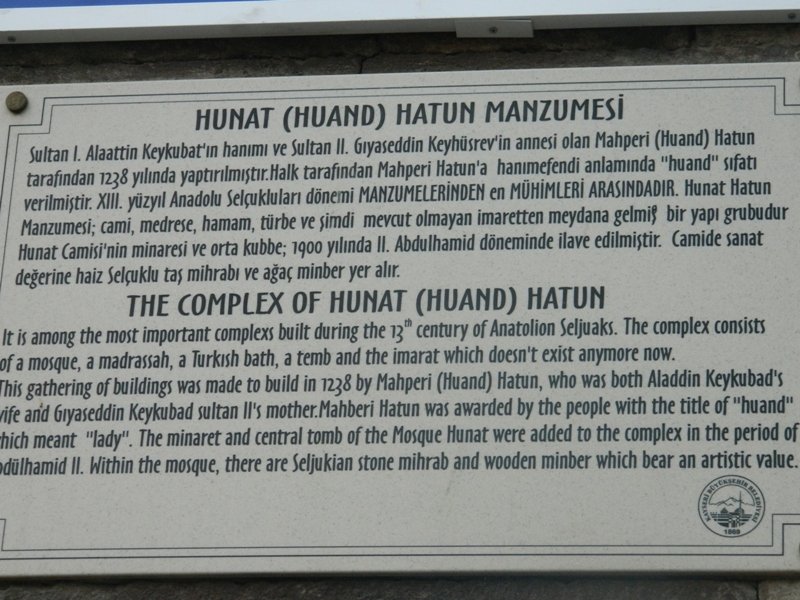 HUNAT (HUAND) HATUN MANZUMESİ
Sultan I. Alaattin Keykubat'ın hanımı ve Sultan II. Gıyaseddin Keyhüsrev'in annesi olan Mahperi (Huand) Hatun
tarafından 1238 yılında yaptırılmıştır.Halk tarafından Mahperi Hatun'a hanımefendi anlamında "huand" sıfatı
verilmiştir. XIII. yüzyıl Anadolu Selçukluları dönemi MANZUMELERİNDEN en MÜHİMLERİ ARASINDADIR. Hunat Hatun
Manzumesi; cami, medrese, hamam, türbe ve şimdi mevcut olmayan imaretten meydana gelmiş bir yapı grubudur
Hunat Camisi'nin minaresi ve orta kubbe; 1900 yılında II. Abdulhamid döneminde ilave edilmiştir. Camide sanat
değerine haiz Selçuklu taş mihrabı ve ağaç minber yer alır.
THE COMPLEX OF HUNAT (HUAND) HATUN
It is among the most important complexs built during the 13th century of Anatolion Seljuaks. The complex consists
of a mosque, a madrassah, a Turkısh bath, a temb and the imarat which doesn't exist anymore now.
This gathering of buildings was made to build in 1238 by Mahperi (Huand) Hatun, who was both Aladdin Keykubad's
wife and Gıyaseddin Keykubad sultan II's mother.Mahberi Hatun was awarded by the people with the title of "huand"
which meant "lady". The minaret and central tomb of the Mosque Hunat were added to the complex in the period of
bdülhamid II. Within the mosque, there are Seljukian stone mihrab and wooden minber which bear an artistic value.
KAYSERİ BÜYÜKŞEHİR BELEDİYESİ
1869